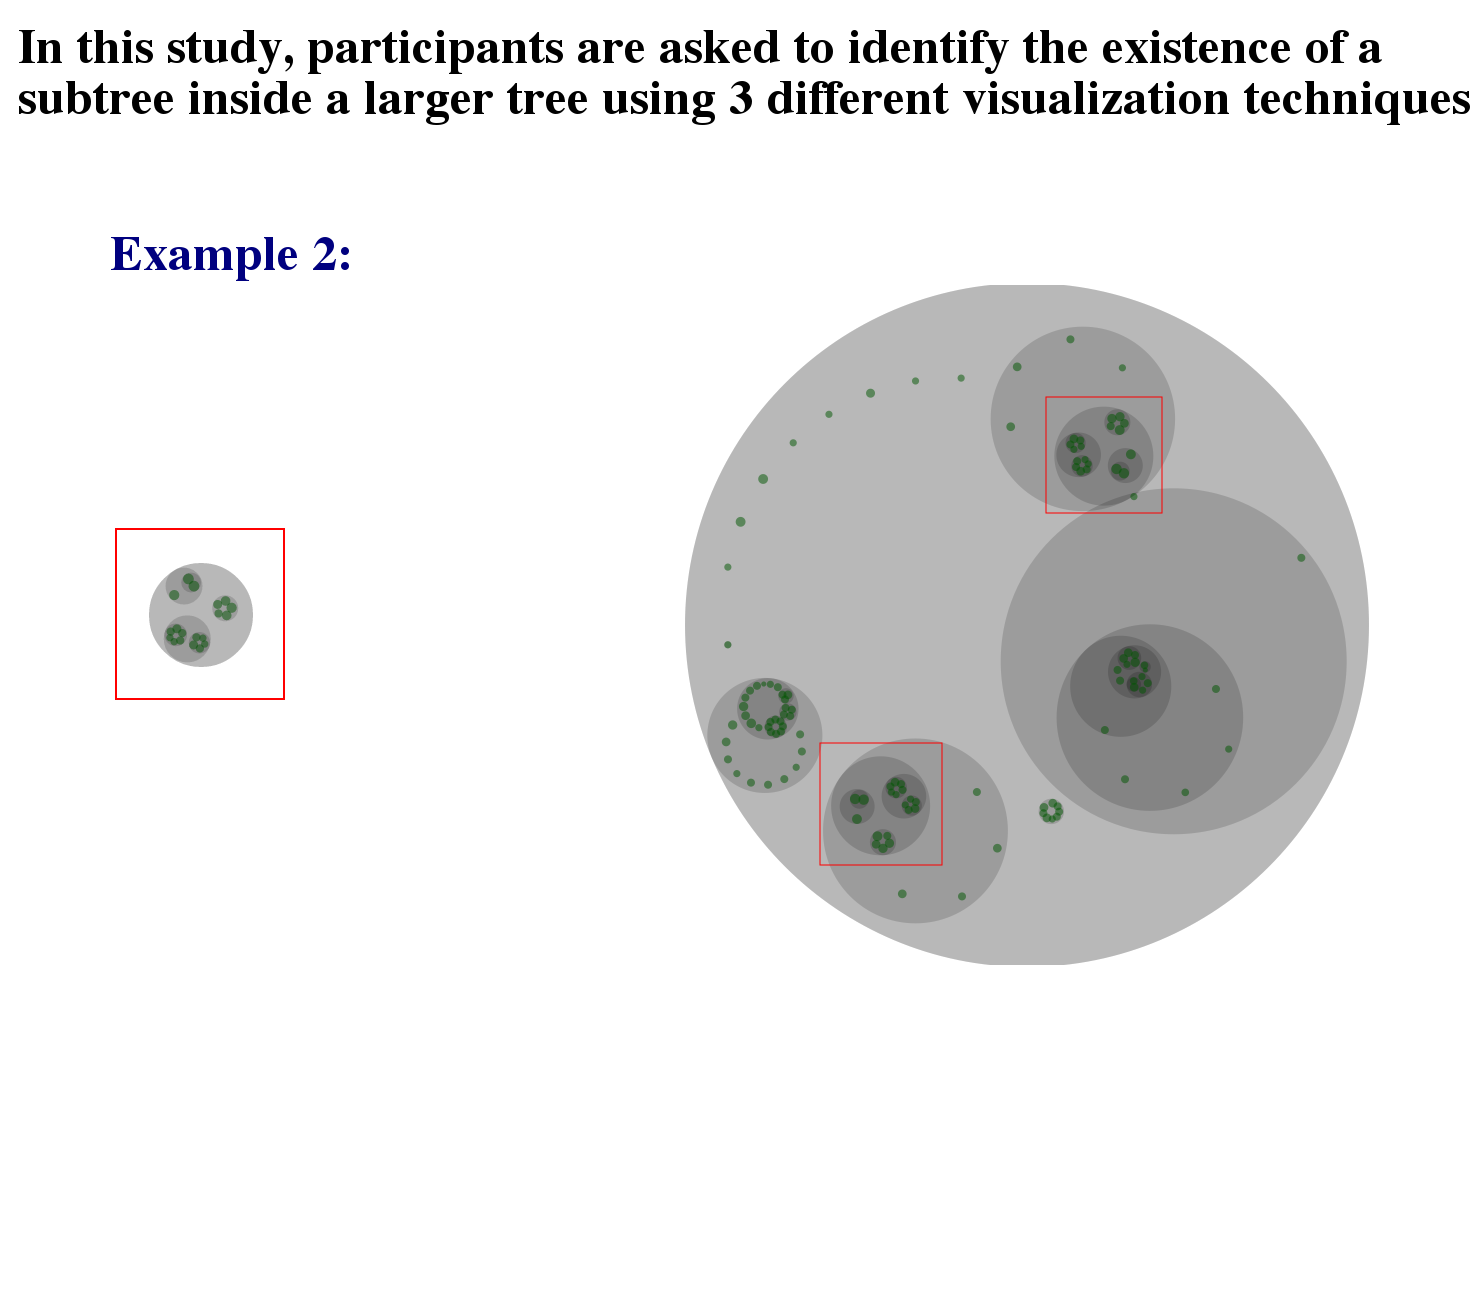 In this study, participants are asked to identify the existence of a
subtree inside a larger tree using 3 different visualization techniques
Example 2: